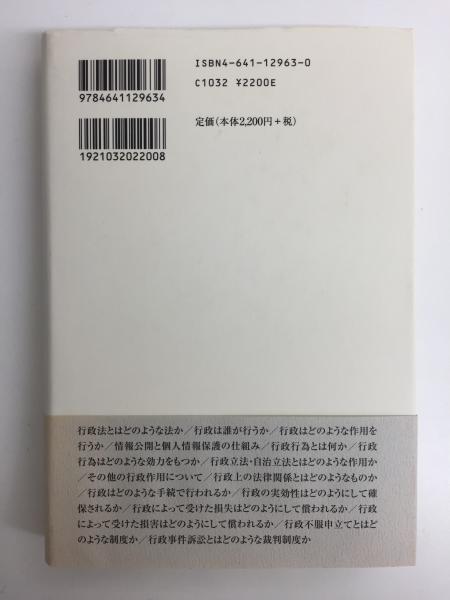 ISBN4-641-12963-0
C1032 ¥2200E
9784641129634
定価(本体2,200円+税)
1921032022008
行政法とはどのような法か/行政は誰が行うか/行政はどのような作用を
行うか/情報公開と個人情報保護の仕組み/行政行為とは何か/行政
行為はどのような効力をもつか/行政立法・自治立法とはどのような作用か
/その他の行政作用について/行政上の法律関係とはどのようなものか
/行政はどのような手続で行われるか/行政の実効性はどのようにして確
保されるか/行政によって受けた損失はどのようにして償われるか/行政
によって受けた損害はどのようにして償われるか/行政不服申立てとはど
のような制度か/行政事件訴訟とはどのような裁判制度か